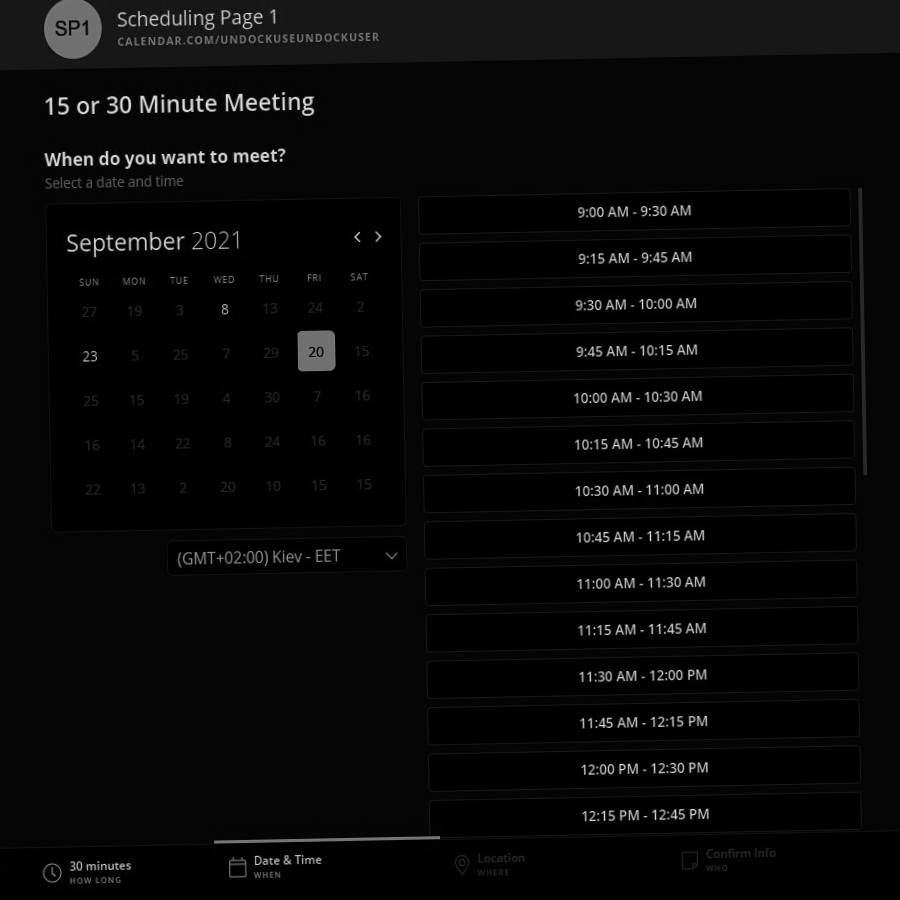 SP1
Scheduling Page 1
CALENDAR.COM/UNDOCKUSEUNDOCKUSER
15 or 30 Minute Meeting
When do you want to meet?
Select a date and time
September 2021
SUN MON TUE WED THU FRI SAT
27 19 3 8 13 24 2
23 5 25 7 29 20 15
25 15 19 4 30 7 16
16 14 22 8 24 16 16
22 13 2 20 10 15 15
(GMT+02:00) Kiev - EET
9:00 AM - 9:30 AM
9:15 AM - 9:45 AM
9:30 AM - 10:00 AM
9:45 AM - 10:15 AM
10:00 AM - 10:30 AM
10:15 AM - 10:45 AM
10:30 AM - 11:00 AM
10:45 AM - 11:15 AM
11:00 AM - 11:30 AM
11:15 AM - 11:45 AM
11:30 AM - 12:00 PM
11:45 AM - 12:15 PM
12:00 PM - 12:30 PM
12:15 PM - 12:45 PM
30 minutes
HOW LONG
Date & Time
WHEN
Location
WHERE
Confirm Info
WHO